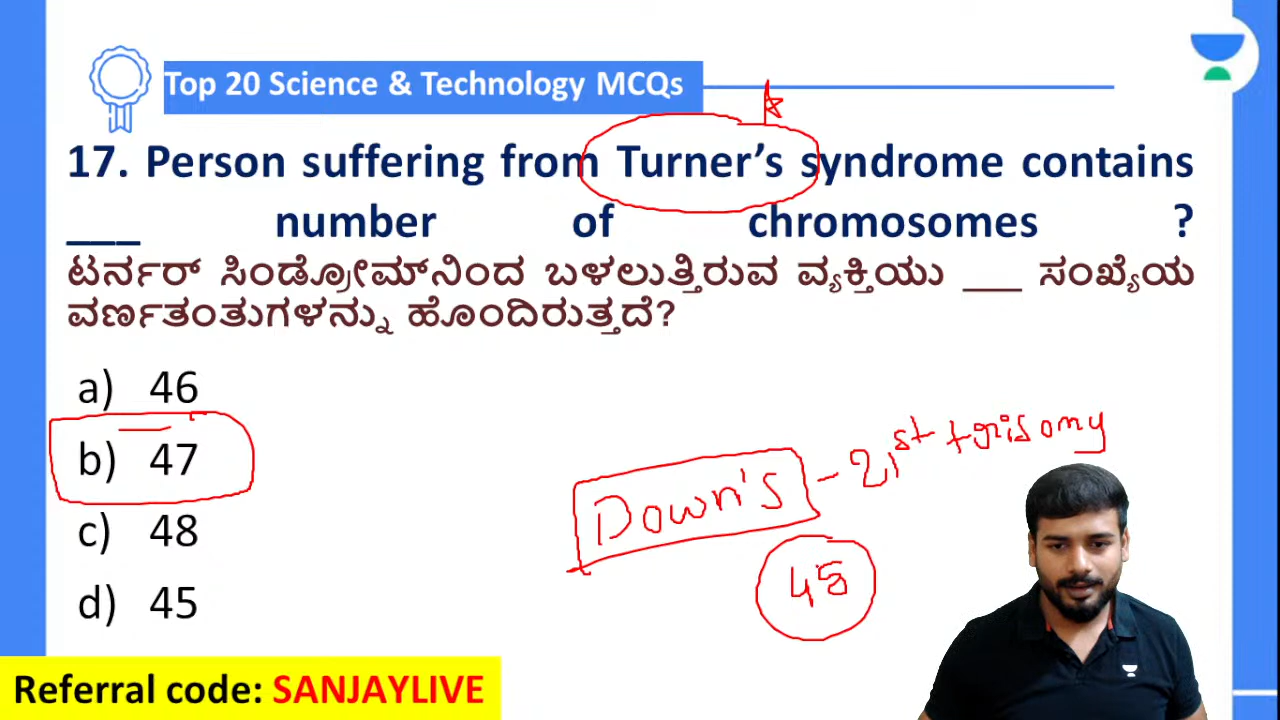 Top 20 Science & Technology MCQs
17. Person suffering from Turner’s syndrome contains
___ number of chromosomes ?
ಟರ್ನರ್ ಸಿಂಡ್ರೋಮ್‌ನಿಂದ ಬಳಲುತ್ತಿರುವ ವ್ಯಕ್ತಿಯು ___ ಸಂಖ್ಯೆಯ
ವರ್ಣತಂತುಗಳನ್ನು ಹೊಂದಿರುತ್ತದೆ?
a) 46
b) 47
c) 48
d) 45
Down's - 21st trisomy
Referral code: SANJAYLIVE